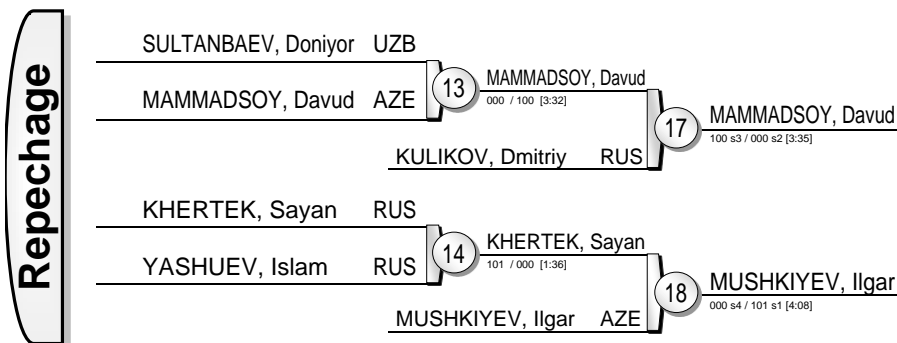 Repechage
SULTANBAEV, Doniyor UZB
MAMMADSOY, Davud AZE
13
MAMMADSOY, Davud
000 / 100 [3:32]
KULIKOV, Dmitriy RUS
17
MAMMADSOY, Davud
100 s3 / 000 s2 [3:35]
KHERTEK, Sayan RUS
YASHUEV, Islam RUS
14
KHERTEK, Sayan
101 / 000 [1:36]
MUSHKIYEV, Ilgar AZE
18
MUSHKIYEV, Ilgar
000 s4 / 101 s1 [4:08]